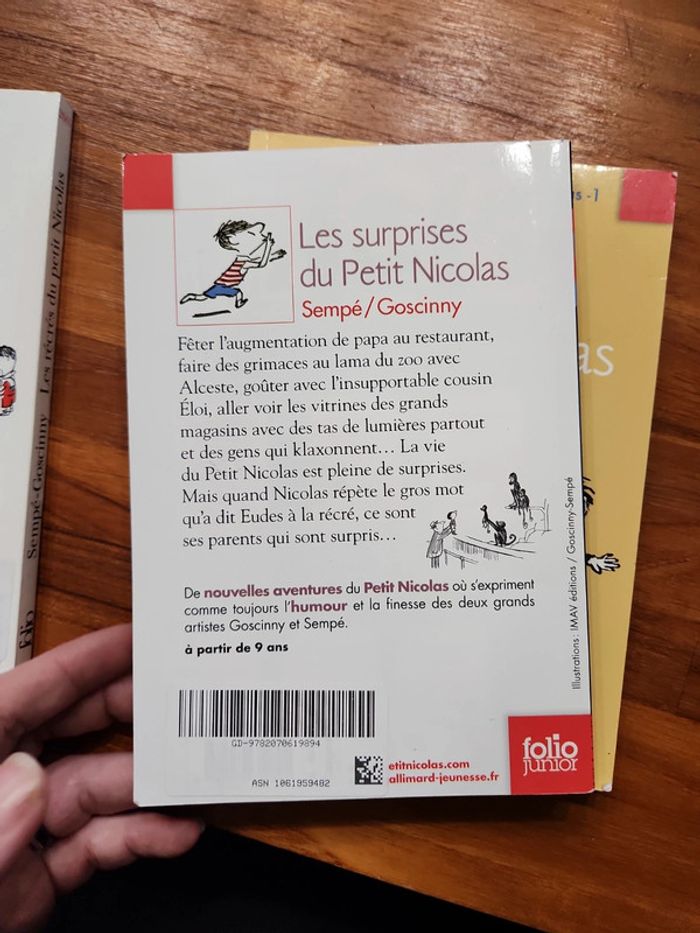 Les surprises
du Petit Nicolas
Sempé/Goscinny
Fêter l'augmentation de papa au restaurant,
faire des grimaces au lama du zoo avec
Alceste, goûter avec l'insupportable cousin
Éloi, aller voir les vitrines des grands
magasins avec des tas de lumières partout
et des gens qui klaxonnent... La vie
du Petit Nicolas est pleine de surprises.
Mais quand Nicolas répète le gros mot
qu'a dit Eudes à la récré, ce sont
ses parents qui sont surpris...
De nouvelles aventures du Petit Nicolas où s'expriment
comme toujours l'humour et la finesse des deux grands
artistes Goscinny et Sempé.
à partir de 9 ans
GD-9782070619894
ASN 1061959482
etitnicolas.com
allimard-jeunesse.fr
folio
junior
Illustrations : IMAV éditions / Goscinny-Sempé
folio Sempé-Goscinny Les récrés du petit Nicolas
-1
as